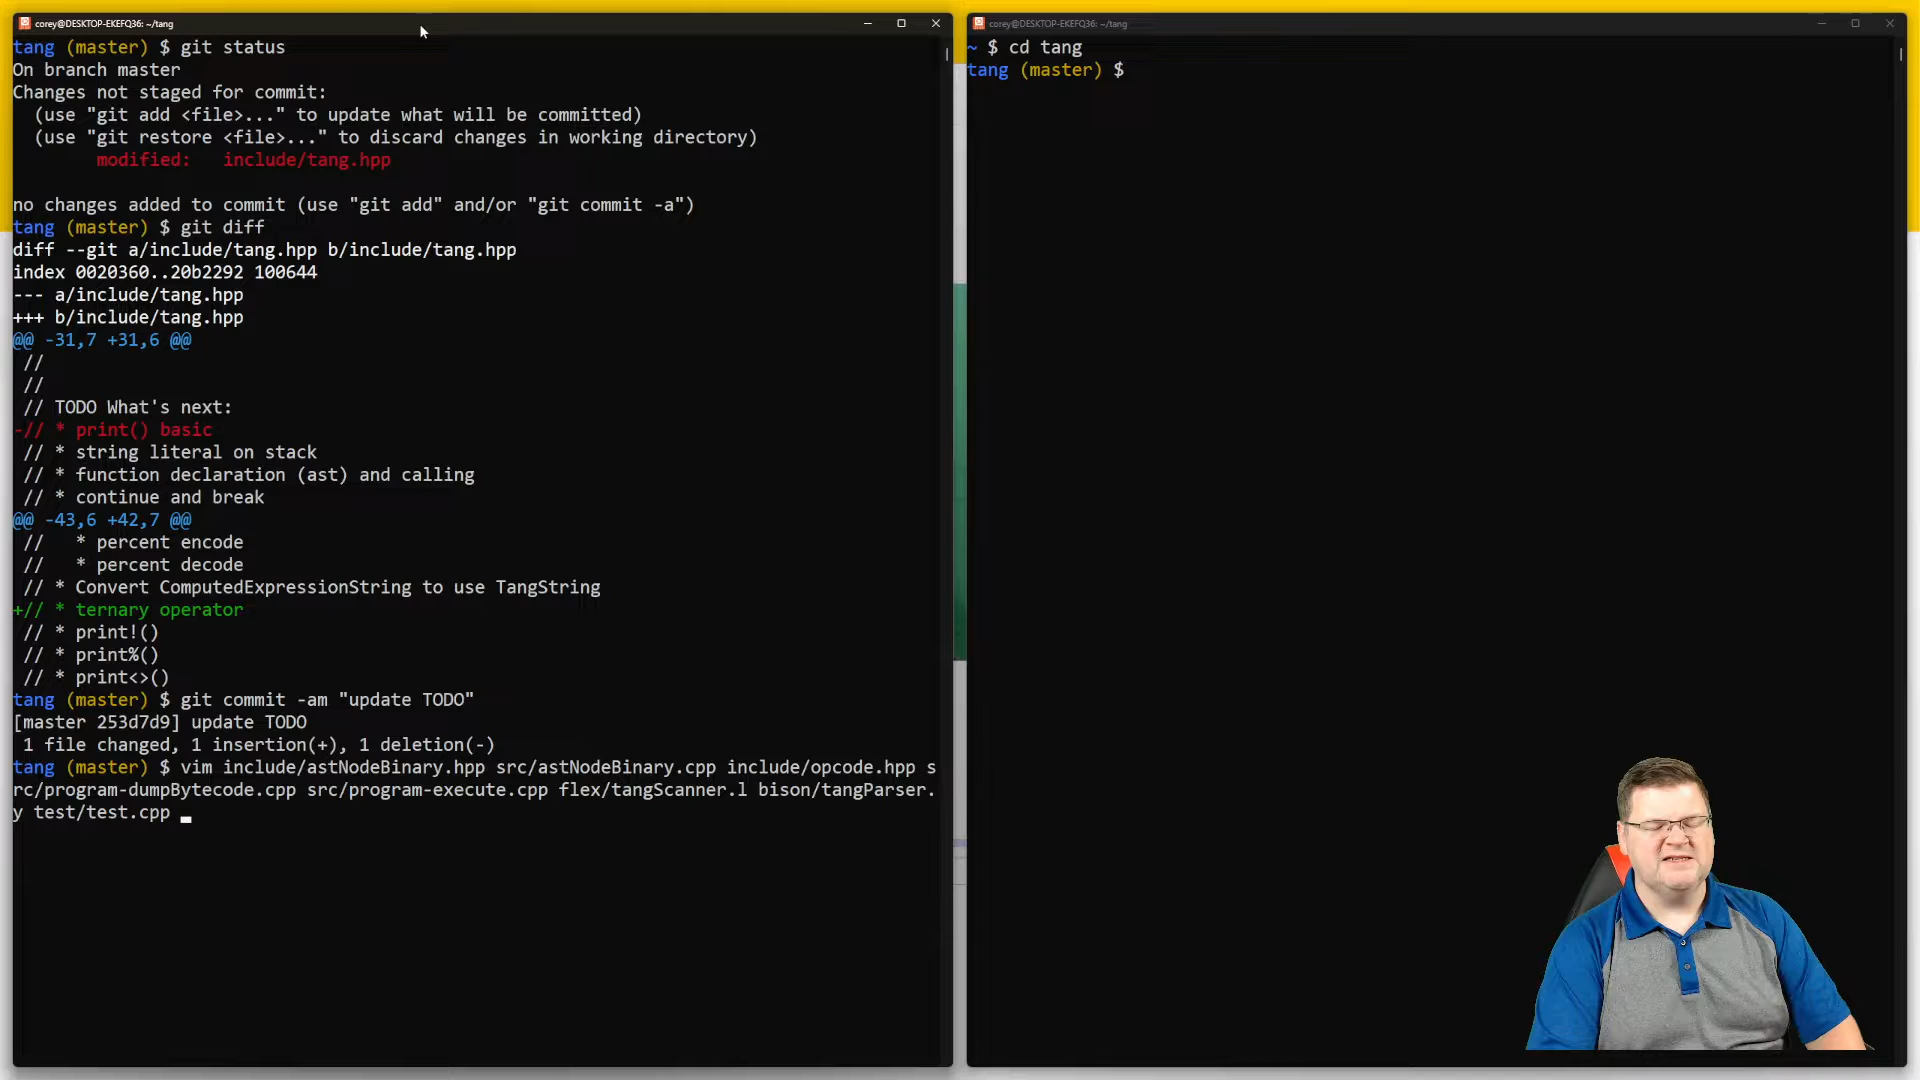 corey@DESKTOP-EKEFQ36: ~/tang
tang (master) $ git status
On branch master
Changes not staged for commit:
  (use "git add <file>..." to update what will be committed)
  (use "git restore <file>..." to discard changes in working directory)
        modified:   include/tang.hpp
no changes added to commit (use "git add" and/or "git commit -a")
tang (master) $ git diff
diff --git a/include/tang.hpp b/include/tang.hpp
index 0020360..20b2292 100644
--- a/include/tang.hpp
+++ b/include/tang.hpp
@@ -31,7 +31,6 @@
 //
 //
 // TODO What's next:
-// * print() basic
 // * string literal on stack
 // * function declaration (ast) and calling
 // * continue and break
@@ -43,6 +42,7 @@
 //   * percent encode
 //   * percent decode
 // * Convert ComputedExpressionString to use TangString
+// * ternary operator
 // * print!()
 // * print%()
 // * print<>()
tang (master) $ git commit -am "update TODO"
[master 253d7d9] update TODO
 1 file changed, 1 insertion(+), 1 deletion(-)
tang (master) $ vim include/astNodeBinary.hpp src/astNodeBinary.cpp include/opcode.hpp s
rc/program-dumpBytecode.cpp src/program-execute.cpp flex/tangScanner.l bison/tangParser.
y test/test.cpp
corey@DESKTOP-EKEFQ36: ~/tang
~ $ cd tang
tang (master) $